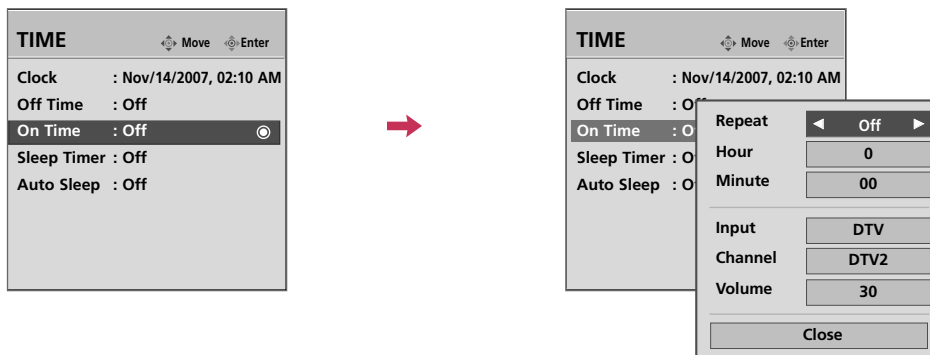 TIME Move Enter
Clock : Nov/14/2007, 02:10 AM
Off Time : Off
On Time : Off
Sleep Timer : Off
Auto Sleep : Off
TIME Move Enter
Clock : Nov/14/2007, 02:10 AM
Off Time
On Time
Sleep Timer
Auto Sleep
Repeat Off
Hour 0
Minute 00
Input DTV
Channel DTV2
Volume 30
Close